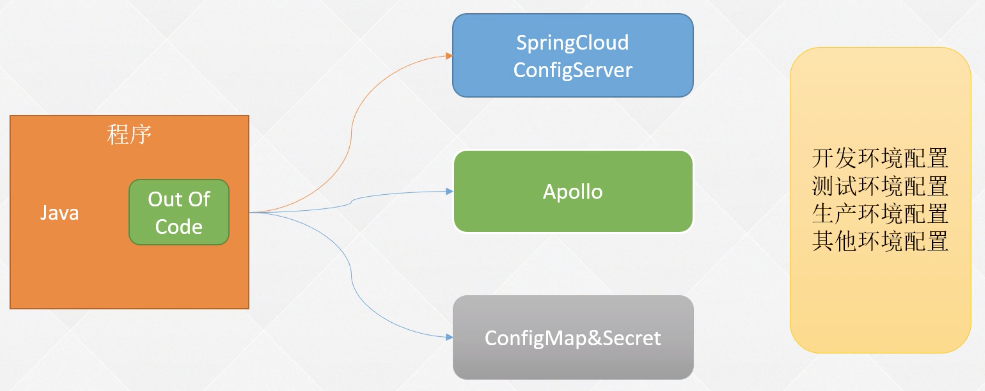 程序
Java
Out Of
Code
SpringCloud
ConfigServer
Apollo
ConfigMap&Secret
开发环境配置
测试环境配置
生产环境配置
其他环境配置